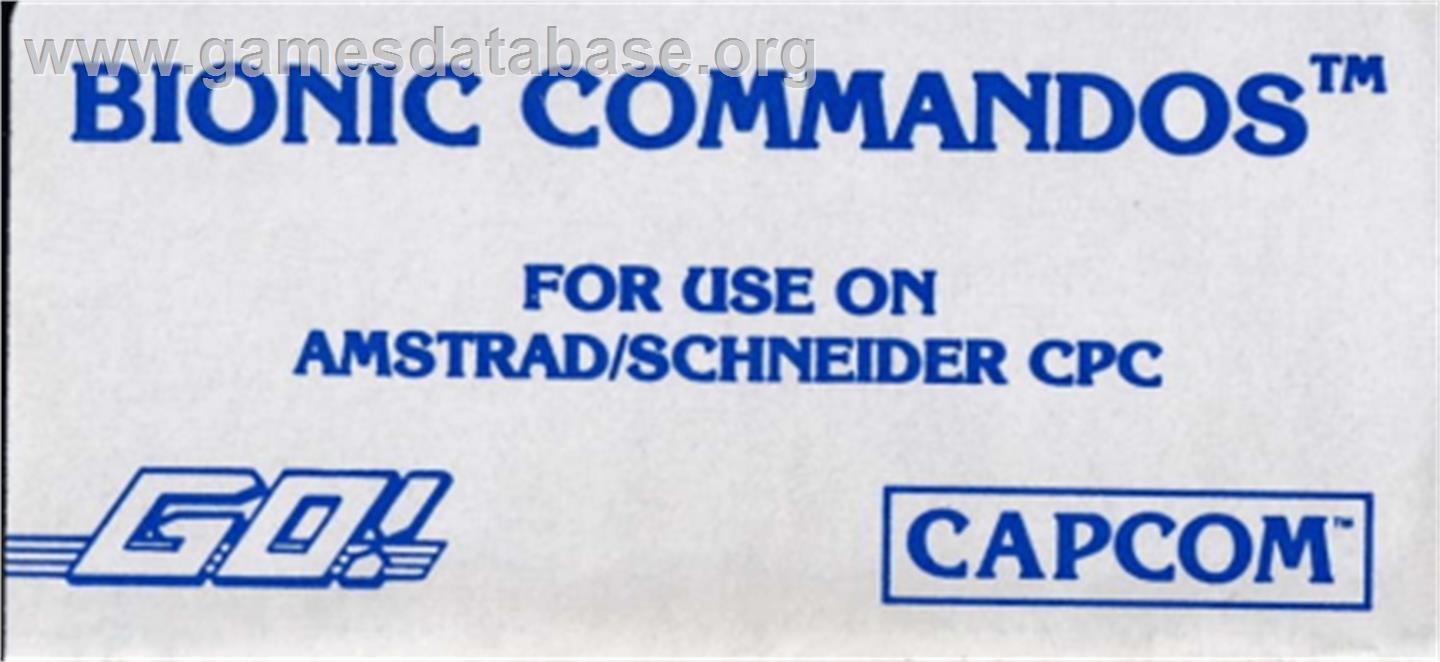 www.gamesdatabase.org
BIONIC COMMANDOS™
FOR USE ON
AMSTRAD/SCHNEIDER CPC
GO!
CAPCOM™